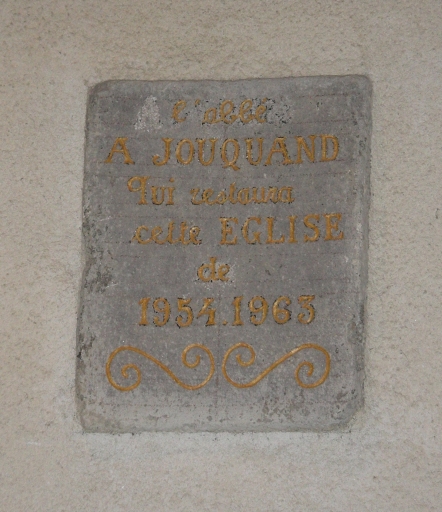 l'abbé
A JOUQUAND
Qui restaura
cette EGLISE
de
1954.1963